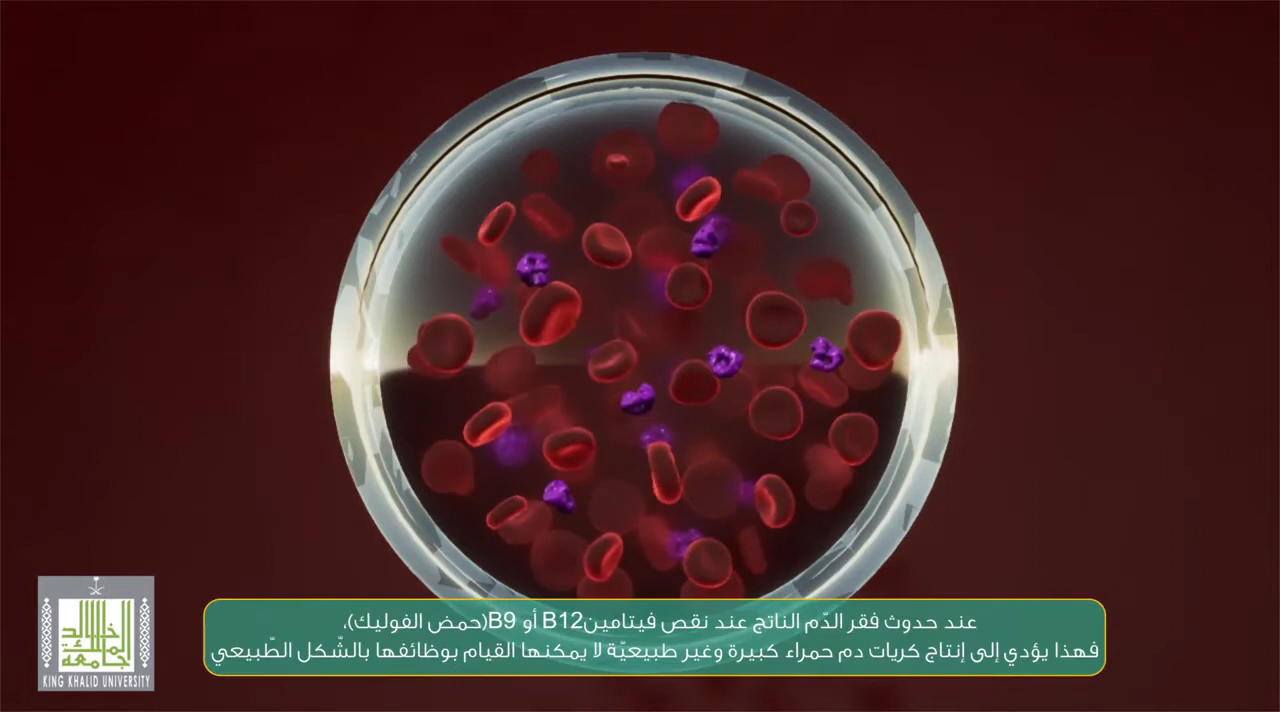 عند حدوث فقر الدّم الناتج عند نقص فيتامينB12 أو B9(حمض الفوليك)،
فهذا يؤدي إلى إنتاج كريات دم حمراء كبيرة وغير طبيعيّة لا يمكنها القيام بوظائفها بالشّكل الطّبيعي
جامعة الملك خالد
KING KHALID UNIVERSITY